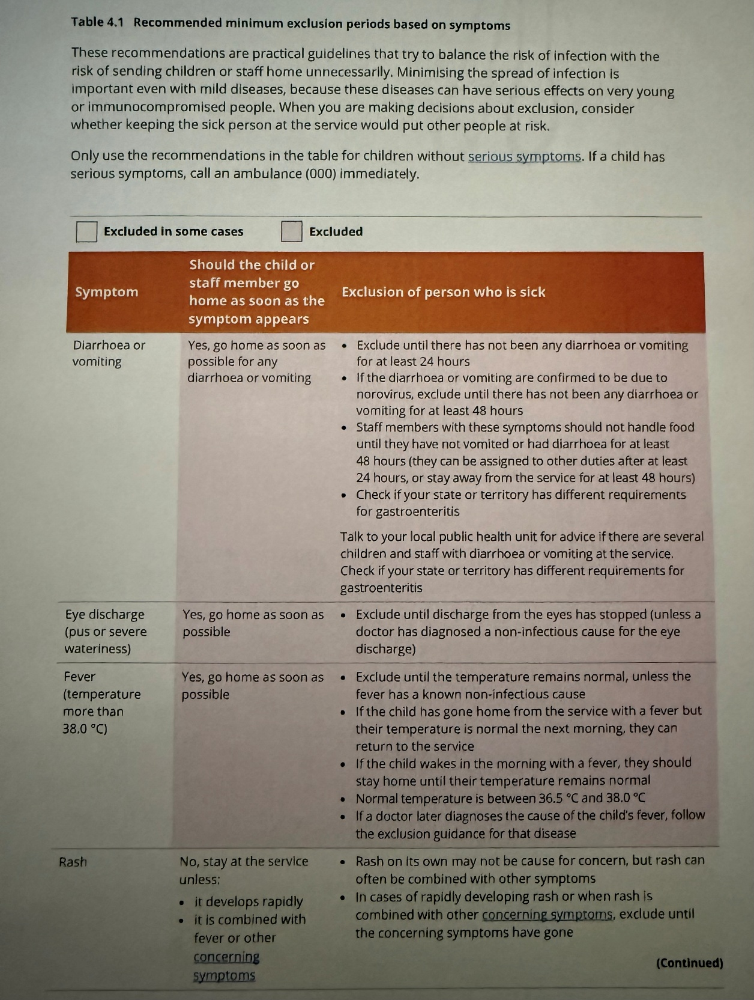 Table 4.1 Recommended minimum exclusion periods based on symptoms
These recommendations are practical guidelines that try to balance the risk of infection with the
risk of sending children or staff home unnecessarily. Minimising the spread of infection is
important even with mild diseases, because these diseases can have serious effects on very young
or immunocompromised people. When you are making decisions about exclusion, consider
whether keeping the sick person at the service would put other people at risk.
Only use the recommendations in the table for children without serious symptoms. If a child has
serious symptoms, call an ambulance (000) immediately.
Excluded in some cases Excluded
Symptom
Should the child or
staff member go
home as soon as the
symptom appears
Exclusion of person who is sick
Diarrhoea or
vomiting
Yes, go home as soon as
possible for any
diarrhoea or vomiting
• Exclude until there has not been any diarrhoea or vomiting
for at least 24 hours
• If the diarrhoea or vomiting are confirmed to be due to
norovirus, exclude until there has not been any diarrhoea or
vomiting for at least 48 hours
• Staff members with these symptoms should not handle food
until they have not vomited or had diarrhoea for at least
48 hours (they can be assigned to other duties after at least
24 hours, or stay away from the service for at least 48 hours)
• Check if your state or territory has different requirements
for gastroenteritis
Talk to your local public health unit for advice if there are several
children and staff with diarrhoea or vomiting at the service.
Check if your state or territory has different requirements for
gastroenteritis
Eye discharge
(pus or severe
wateriness)
Yes, go home as soon as
possible
• Exclude until discharge from the eyes has stopped (unless a
doctor has diagnosed a non-infectious cause for the eye
discharge)
Fever
(temperature
more than
38.0 °C)
Yes, go home as soon as
possible
• Exclude until the temperature remains normal, unless the
fever has a known non-infectious cause
• If the child has gone home from the service with a fever but
their temperature is normal the next morning, they can
return to the service
• If the child wakes in the morning with a fever, they should
stay home until their temperature remains normal
• Normal temperature is between 36.5 °C and 38.0 °C
• If a doctor later diagnoses the cause of the child's fever, follow
the exclusion guidance for that disease
Rash
No, stay at the service
unless:
• it develops rapidly
• it is combined with
fever or other
concerning
symptoms
• Rash on its own may not be cause for concern, but rash can
often be combined with other symptoms
• In cases of rapidly developing rash or when rash is
combined with other concerning symptoms, exclude until
the concerning symptoms have gone
(Continued)